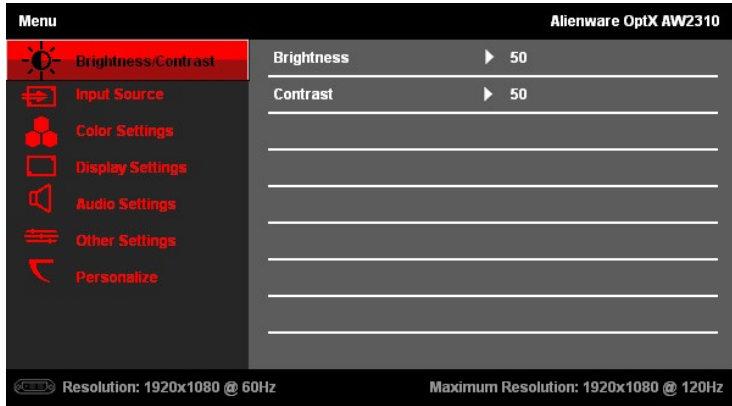 Menu Alienware OptX AW2310
Brightness/Contrast Brightness 50
Input Source Contrast 50
Color Settings
Display Settings
Audio Settings
Other Settings
Personalize
Resolution: 1920x1080 @ 60Hz Maximum Resolution: 1920x1080 @ 120Hz